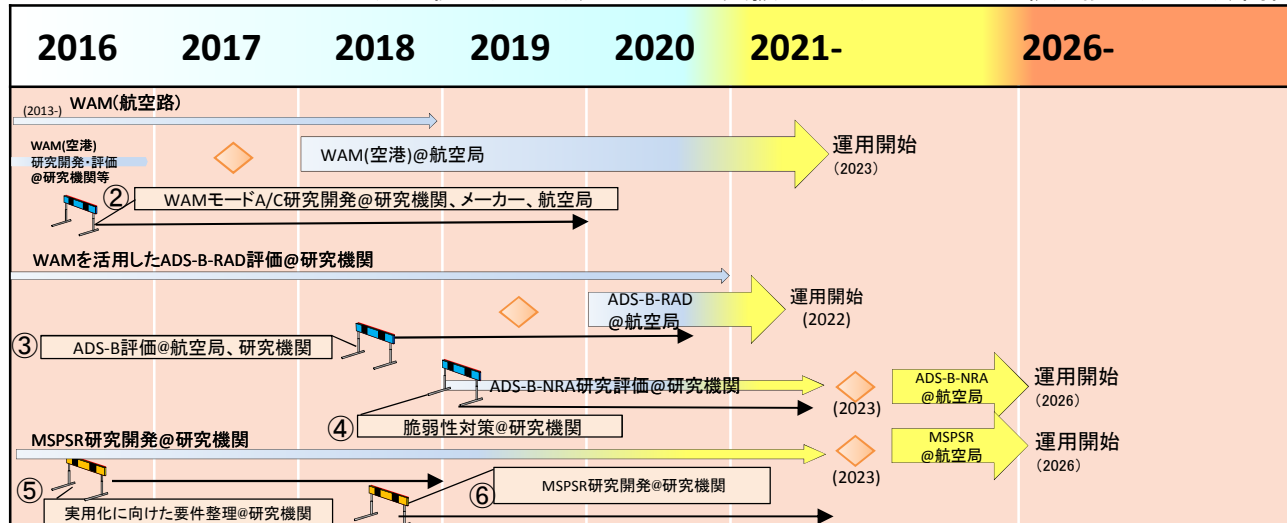 2016 2017 2018 2019 2020 2021- 2026-
(2013-) WAM(航空路)
WAM(空港)
研究開発・評価
@研究機関等
WAM(空港)@航空局
運用開始
(2023)
② WAMモードA/C研究開発@研究機関、メーカー、航空局
WAMを活用したADS-B-RAD評価@研究機関
ADS-B-RAD
@航空局
運用開始
(2022)
③ ADS-B評価@航空局、研究機関
ADS-B-NRA研究評価@研究機関
(2023)
ADS-B-NRA
@航空局
運用開始
(2026)
④ 脆弱性対策@研究機関
MSPSR研究開発@研究機関
(2023)
MSPSR
@航空局
運用開始
(2026)
⑤ 実用化に向けた要件整理@研究機関
⑥ MSPSR研究開発@研究機関